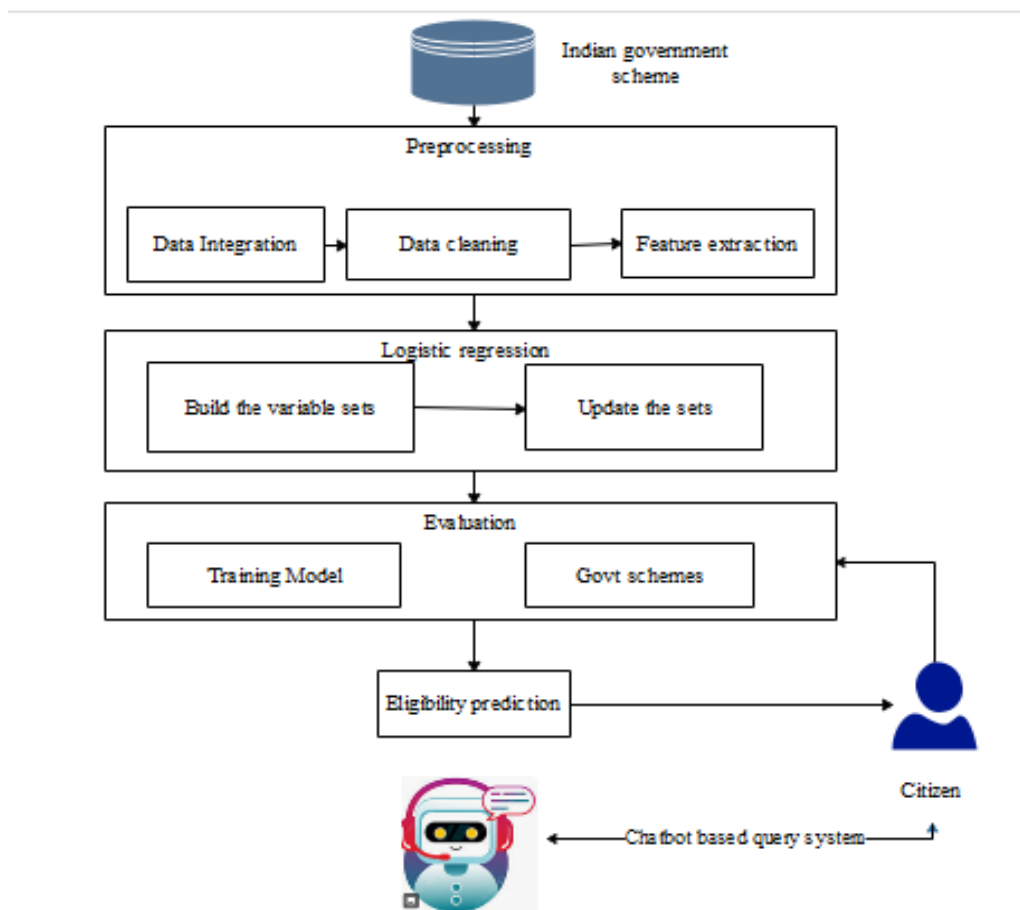 Indian government
scheme
Preprocessing
Data Integration
Data cleaning
Feature extraction
Logistic regression
Build the variable sets
Update the sets
Evaluation
Training Model
Govt schemes
Eligibility prediction
Citizen
Chatbot based query system